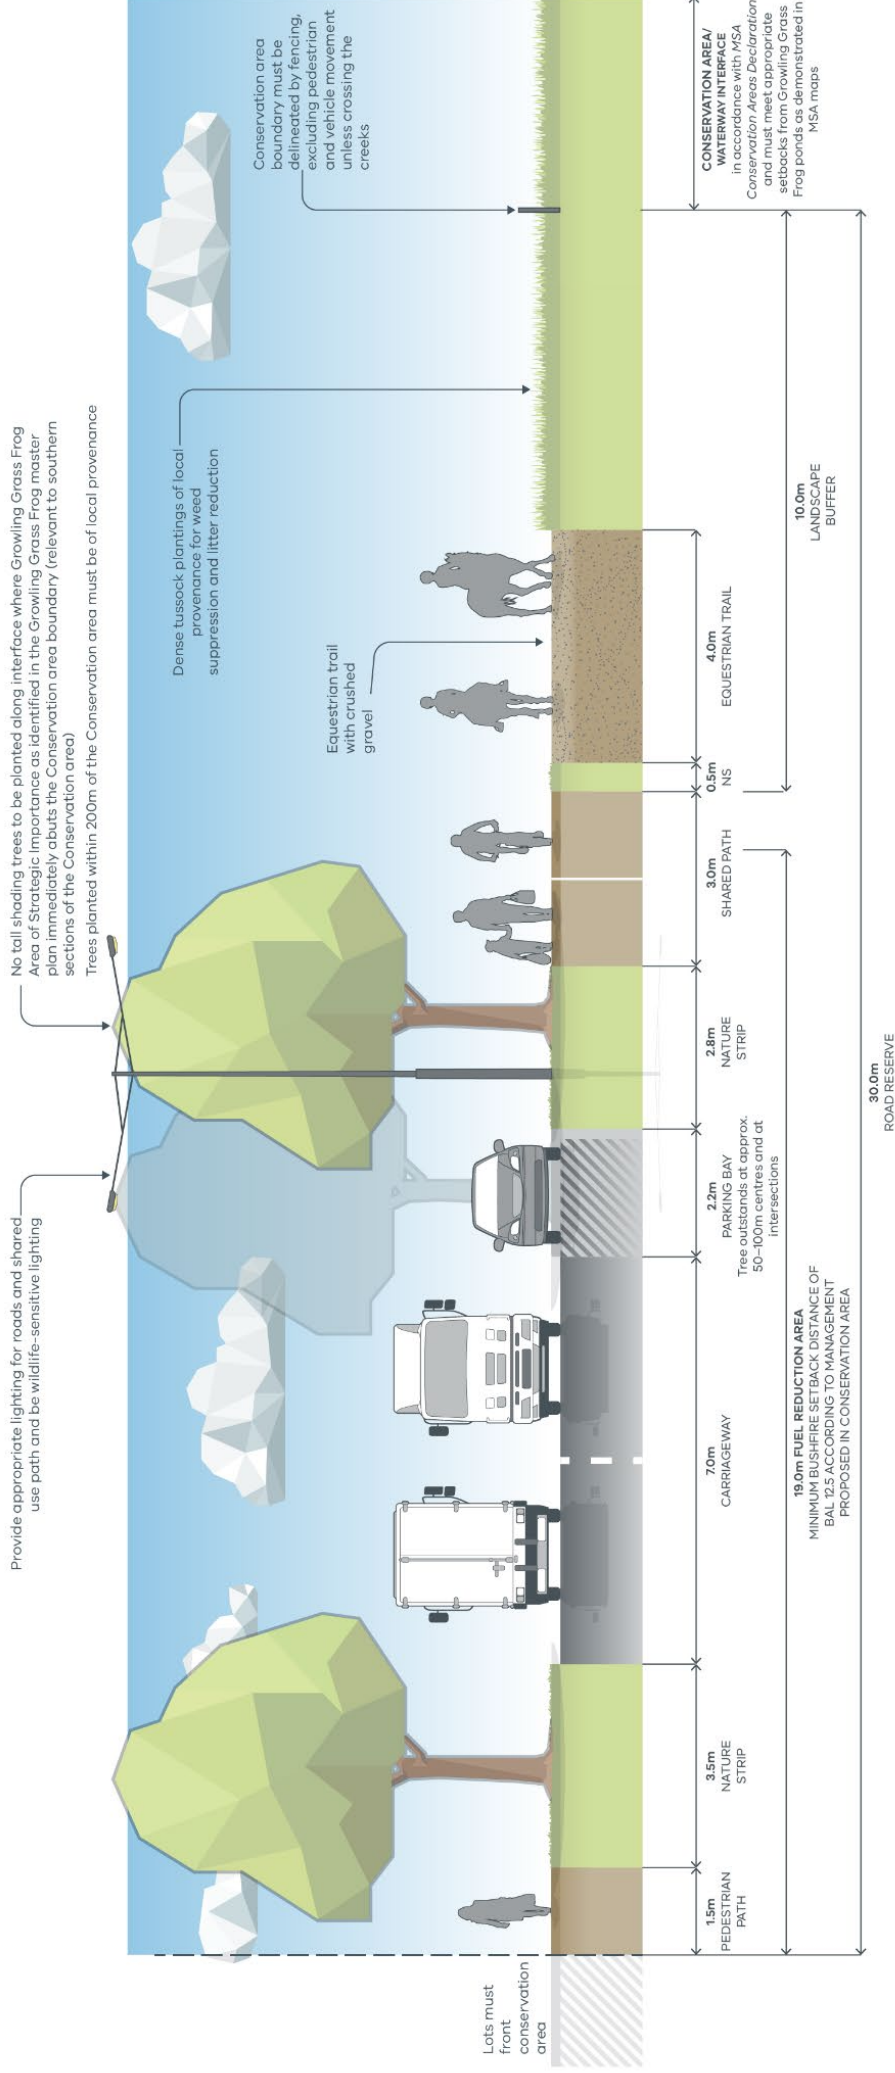 No tall shading trees to be planted along interface where Growling Grass Frog
Area of Strategic Importance as identified in the Growling Grass Frog master
plan immediately abuts the Conservation area boundary (relevant to southern
sections of the Conservation area)
Trees planted within 200m of the Conservation area must be of local provenance
Provide appropriate lighting for roads and shared
use path and be wildlife-sensitive lighting
Dense tussock plantings of local
provenance for weed
suppression and litter reduction
Conservation area
boundary must be
delineated by fencing,
excluding pedestrian
and vehicle movement
unless crossing the
creeks
Equestrian trail
with crushed
gravel
Lots must
front
conservation
area
1.5m
PEDESTRIAN
PATH
3.5m
NATURE
STRIP
7.0m
CARRIAGEWAY
2.2m
PARKING BAY
Tree outstands at approx.
50–100m centres and at
intersections
2.8m
NATURE
STRIP
3.0m
SHARED PATH
0.5m
NS
4.0m
EQUESTRIAN TRAIL
CONSERVATION AREA/
WATERWAY INTERFACE
in accordance with MSA
Conservation Areas Declaration
and must meet appropriate
setbacks from Growling Grass
Frog ponds as demonstrated in
MSA maps
19.0m FUEL REDUCTION AREA
MINIMUM BUSHFIRE SETBACK DISTANCE OF
BAL 12.5 ACCORDING TO MANAGEMENT
PROPOSED IN CONSERVATION AREA
10.0m
LANDSCAPE
BUFFER
30.0m
ROAD RESERVE